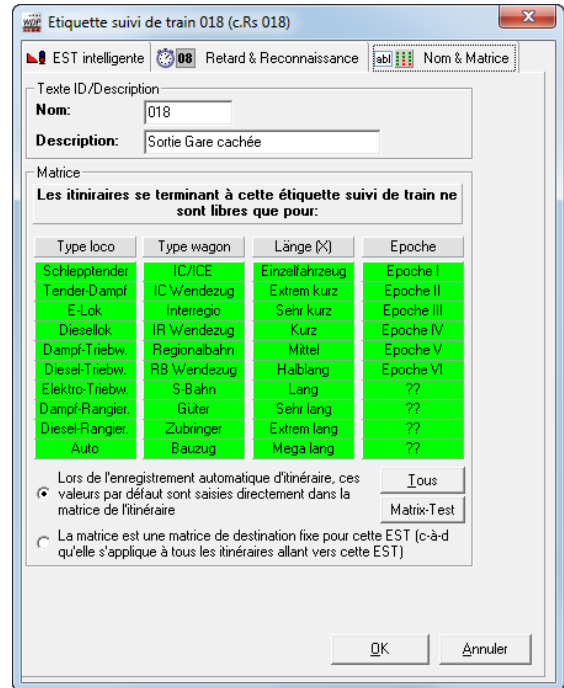 Etiquette suivi de train 018 (c.Rs 018)
EST intelligente 08 Retard & Reconnaissance abl Nom & Matrice
Texte ID/Description
Nom: 018
Description: Sortie Gare cachée
Matrice
Les itiniraires se terminant à cette étiquette suivi de train ne
sont libres que pour:
Type loco Type wagon Länge (X) Epoche
Schlepptender IC/ICE Einzelfahrzeug Epoche I
Tender-Dampf IC Wendezug Extrem kurz Epoche II
E-Lok Interregio Sehr kurz Epoche III
Diesellok IR Wendezug Kurz Epoche IV
Dampf-Triebw. Regionalbahn Mittel Epoche V
Diesel-Triebw. RB Wendezug Halblang Epoche VI
Elektro-Triebw. S-Bahn Lang ??
Dampf-Rangier. Güter Sehr lang ??
Diesel-Rangier. Zubringer Extrem lang ??
Auto Bauzug Mega lang ??
Lors de l'enregistrement automatique d'itinéraire, ces
valeurs par défaut sont saisies directement dans la
matrice de l'itinéraire
Tous
Matrix-Test
La matrice est une matrice de destination fixe pour cette EST (c-à-d
qu'elle s'applique à tous les itinéraires allant vers cette EST)
OK Annuler